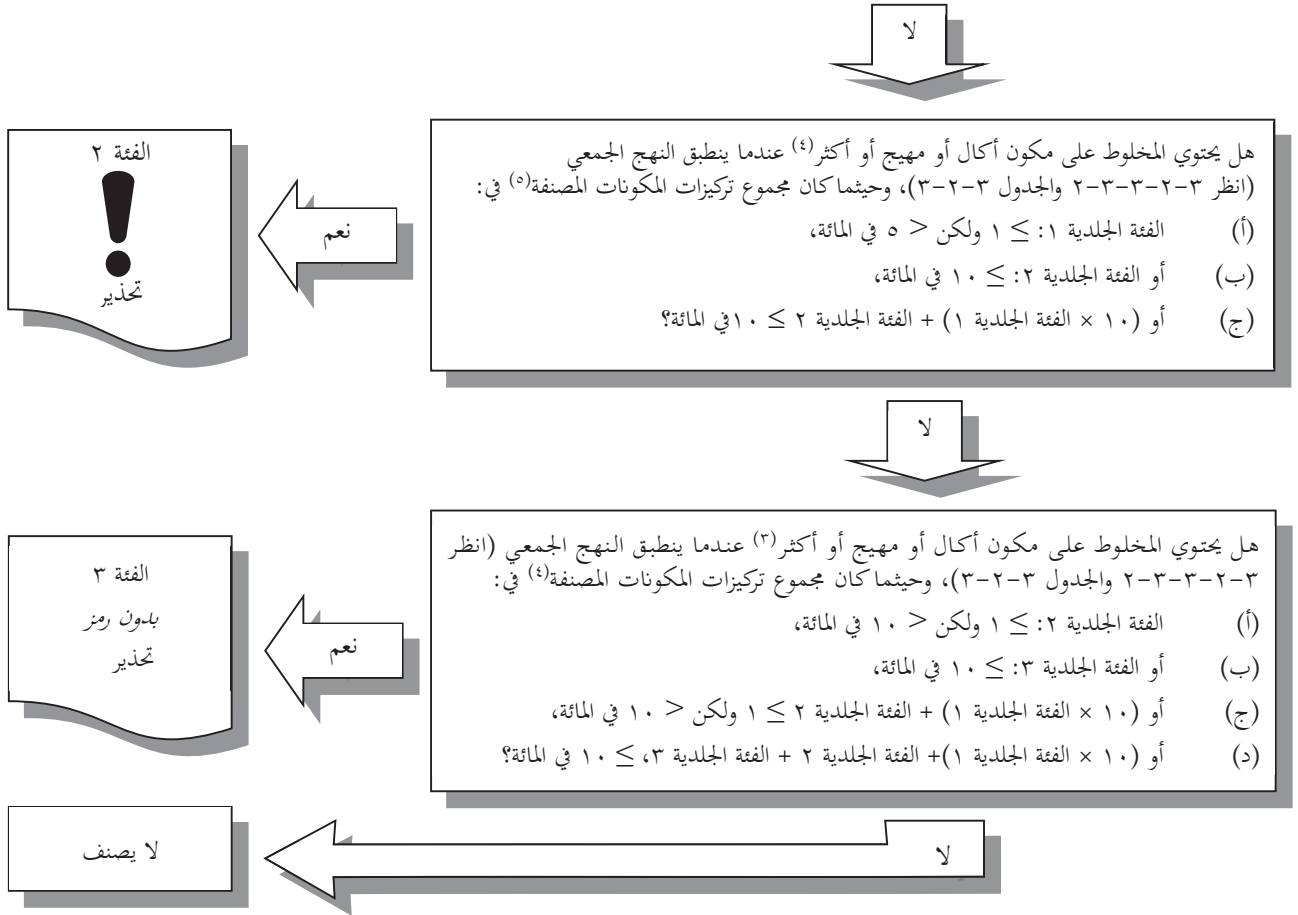 لا
هل يحتوي المخلوط على مكون أكال أو مهيج أو أكثر(٤) عندما ينطبق النهج الجمعي
(انظر ٣-٢-٣-٣-٢ والجدول ٣-٢-٣)، وحيثما كان مجموع تركيزات المكونات المصنفة(٥) في:
(أ) الفئة الجلدية ١: ≥ ١ ولكن < ٥ في المائة،
(ب) أو الفئة الجلدية ٢: ≥ ١٠ في المائة،
(ج) أو (١٠ × الفئة الجلدية ١) + الفئة الجلدية ٢ ≥ ١٠في المائة؟
نعم
الفئة ٢
تحذير
لا
هل يحتوي المخلوط على مكون أكال أو مهيج أو أكثر(٣) عندما ينطبق النهج الجمعي (انظر
٣-٢-٣-٣-٢ والجدول ٣-٢-٣)، وحيثما كان مجموع تركيزات المكونات المصنفة(٤) في:
(أ) الفئة الجلدية ٢: ≥ ١ ولكن < ١٠ في المائة،
(ب) أو الفئة الجلدية ٣: ≥ ١٠ في المائة،
(ج) أو (١٠ × الفئة الجلدية ١) + الفئة الجلدية ٢ ≥ ١ ولكن < ١٠ في المائة،
(د) أو (١٠ × الفئة الجلدية ١)+ الفئة الجلدية ٢ + الفئة الجلدية ٣، ≥ ١٠ في المائة؟
نعم
الفئة ٣
بدون رمز
تحذير
لا
لا يصنف